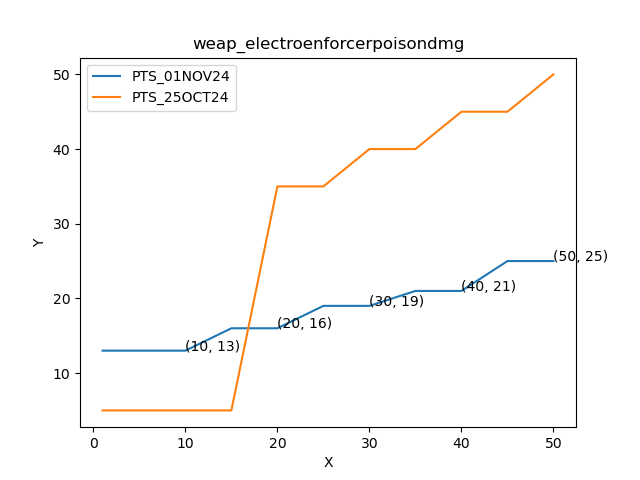 weap_electroenforcerpoisondmg
PTS_01NOV24
PTS_25OCT24
50
40
30
20
10
Y
(10, 13)
(20, 16)
(30, 19)
(40, 21)
(50, 25)
0 10 20 30 40 50
X